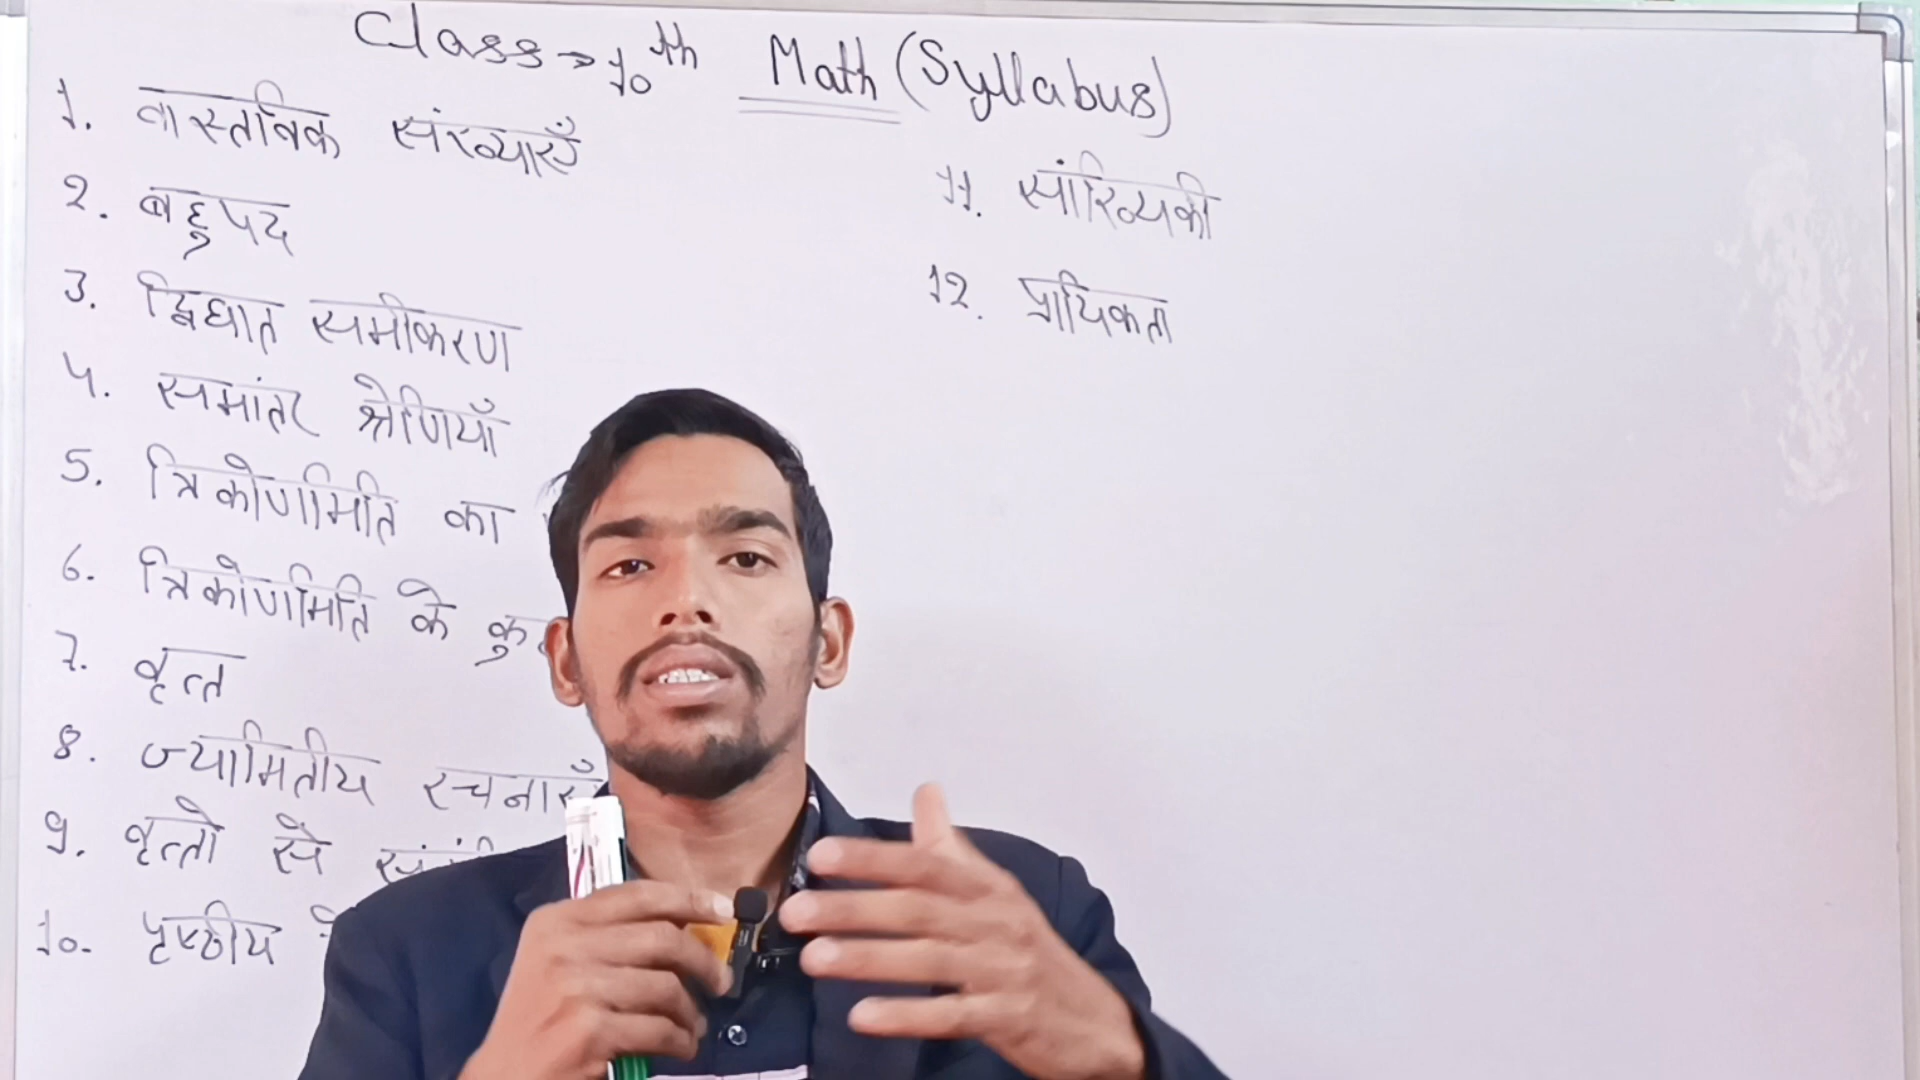 Class → 10th Math (Syllabus)
1. वास्तविक संख्याएँ
2. बहुपद
3. द्विघात समीकरण
4. समांतर श्रेणियाँ
5. त्रिकोणमिति का
6. त्रिकोणमिति के
7. वृत्त
8. ज्यामितीय रचनाएँ
9. वृत्तो से
10. पृष्ठीय
11. सांख्यिकी
12. प्रायिकता